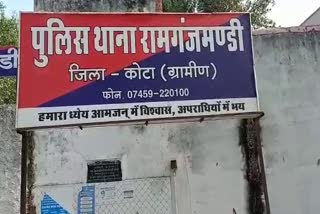 पुलिस थाना रामगंजमण्डी
जिला - कोटा (ग्रामीण)
फोन. 07459-220100
हमारा ध्येय आमजन् में विश्वास, अपराधियों में भय